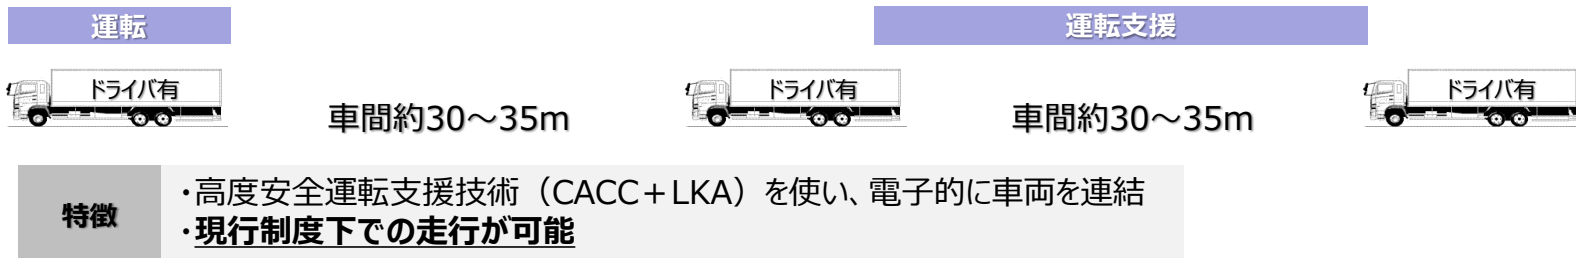 運転
運転支援
ドライバ有
ドライバ有
ドライバ有
車間約30～35m
車間約30～35m
特徴
・高度安全運転支援技術（CACC＋LKA）を使い、電子的に車両を連結
・現行制度下での走行が可能